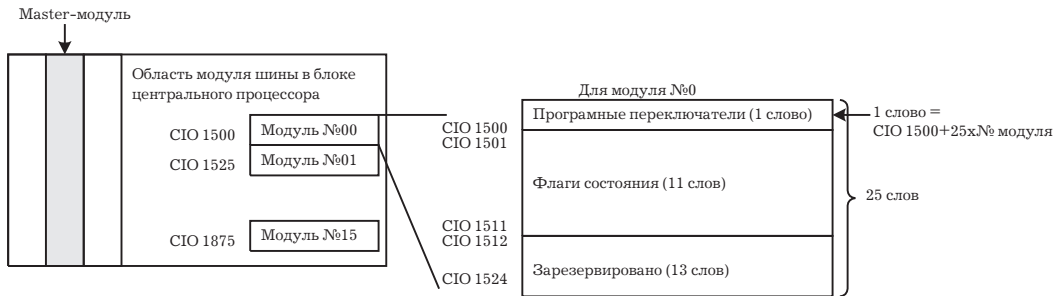 Master-модуль
Область модуля шины в блоке
центрального процессора
CIO 1500
Модуль №00
CIO 1525
Модуль №01
CIO 1875
Модуль №15
Для модуля №0
CIO 1500
Програмные переключатели (1 слово)
CIO 1501
Флаги состояния (11 слов)
CIO 1511
CIO 1512
Зарезервировано (13 слов)
CIO 1524
1 слово =
CIO 1500+25x№ модуля
25 слов